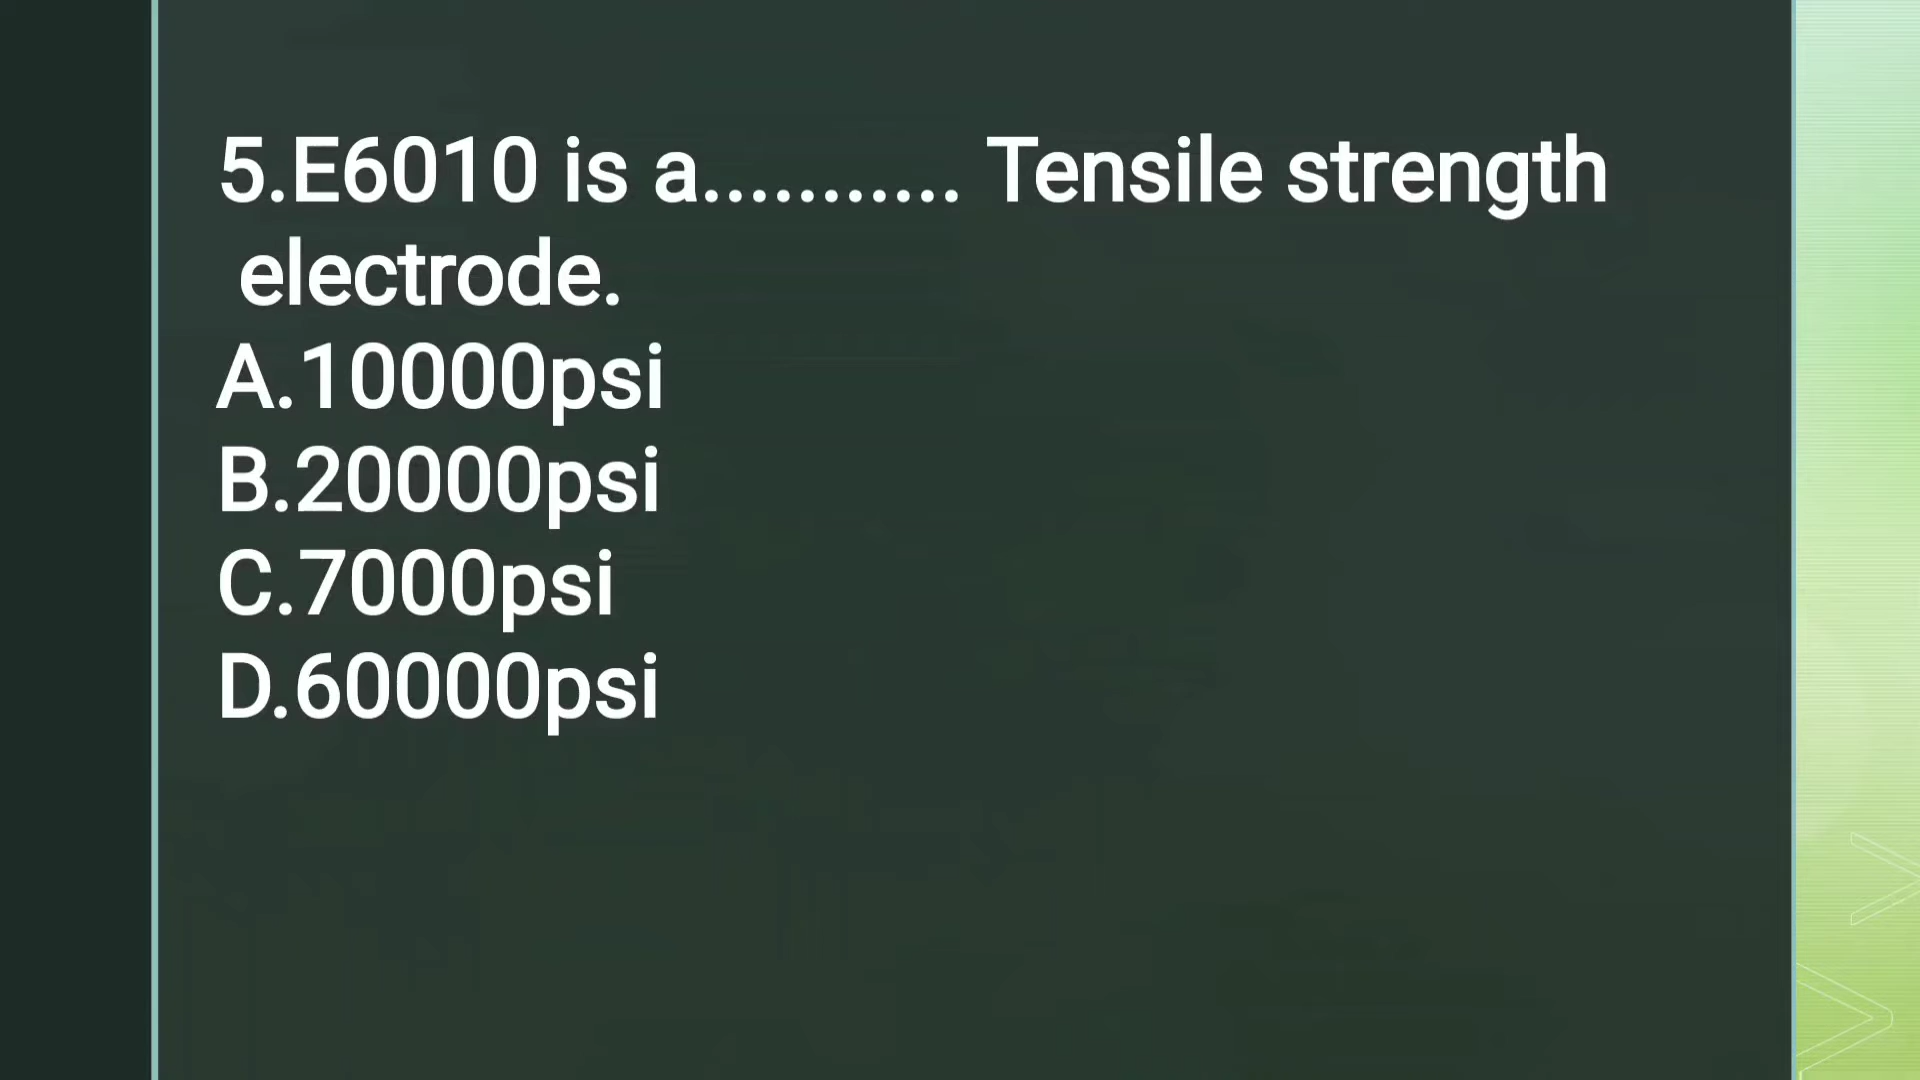 5.E6010 is a........... Tensile strength
electrode.
A.10000psi
B.20000psi
C.7000psi
D.60000psi